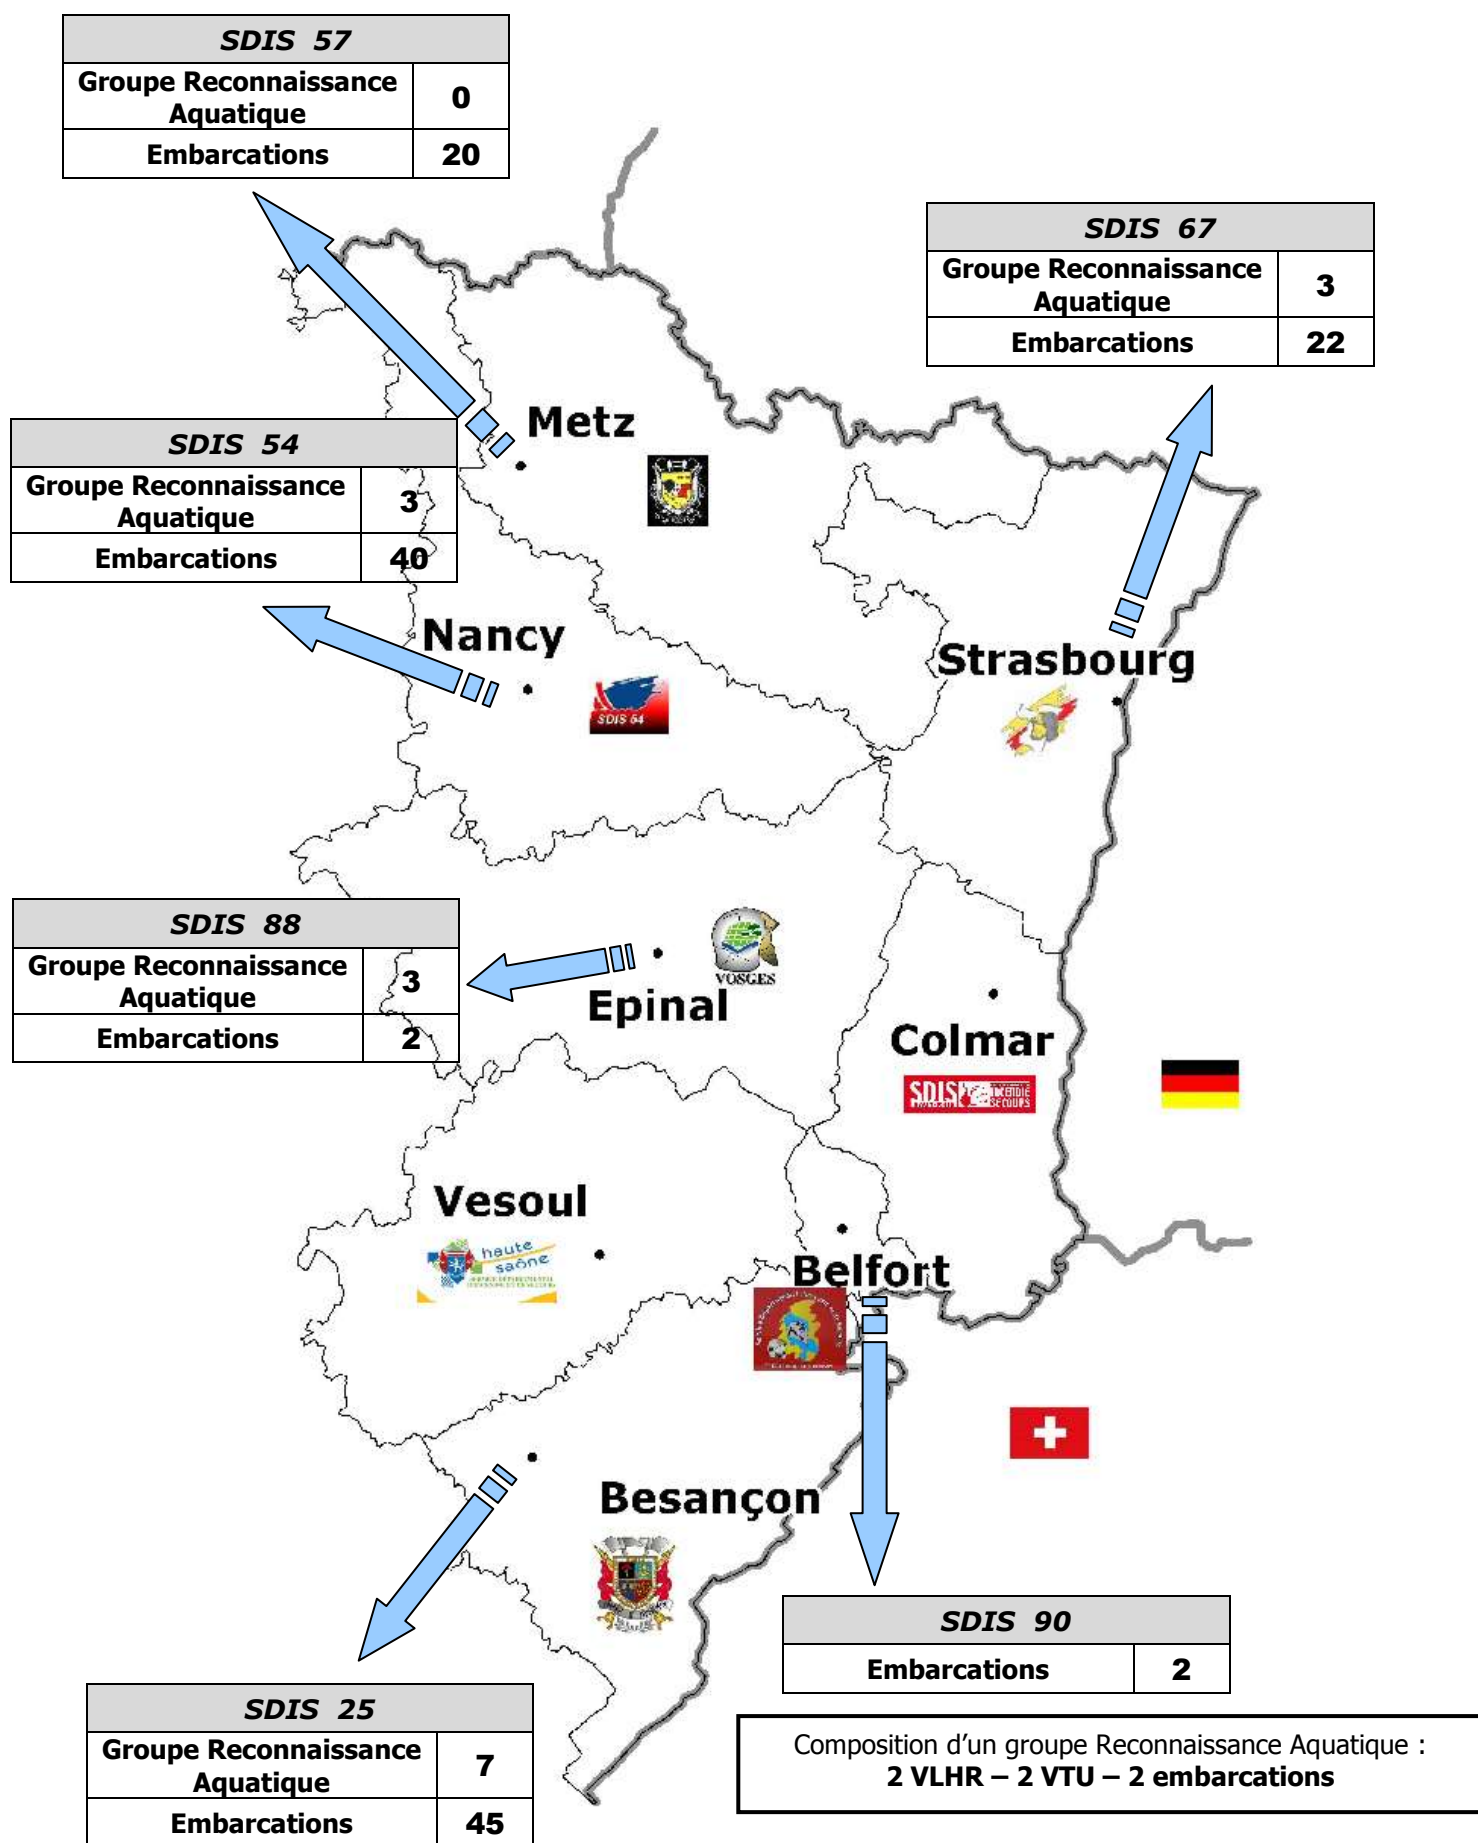 SDIS 57
Groupe Reconnaissance
Aquatique
0
Embarcations
20
SDIS 67
Groupe Reconnaissance
Aquatique
3
Embarcations
22
Metz
SDIS 54
Groupe Reconnaissance
Aquatique
3
Embarcations
40
Nancy
SDIS 54
Strasbourg
SDIS 88
Groupe Reconnaissance
Aquatique
3
Embarcations
2
VOSGES
Epinal
Colmar
SDIS
INCENDIE
SECOURS
Vesoul
haute
saône
Belfort
Besançon
SDIS 90
Embarcations
2
SDIS 25
Groupe Reconnaissance
Aquatique
7
Embarcations
45
Composition d'un groupe Reconnaissance Aquatique :
2 VLHR – 2 VTU – 2 embarcations